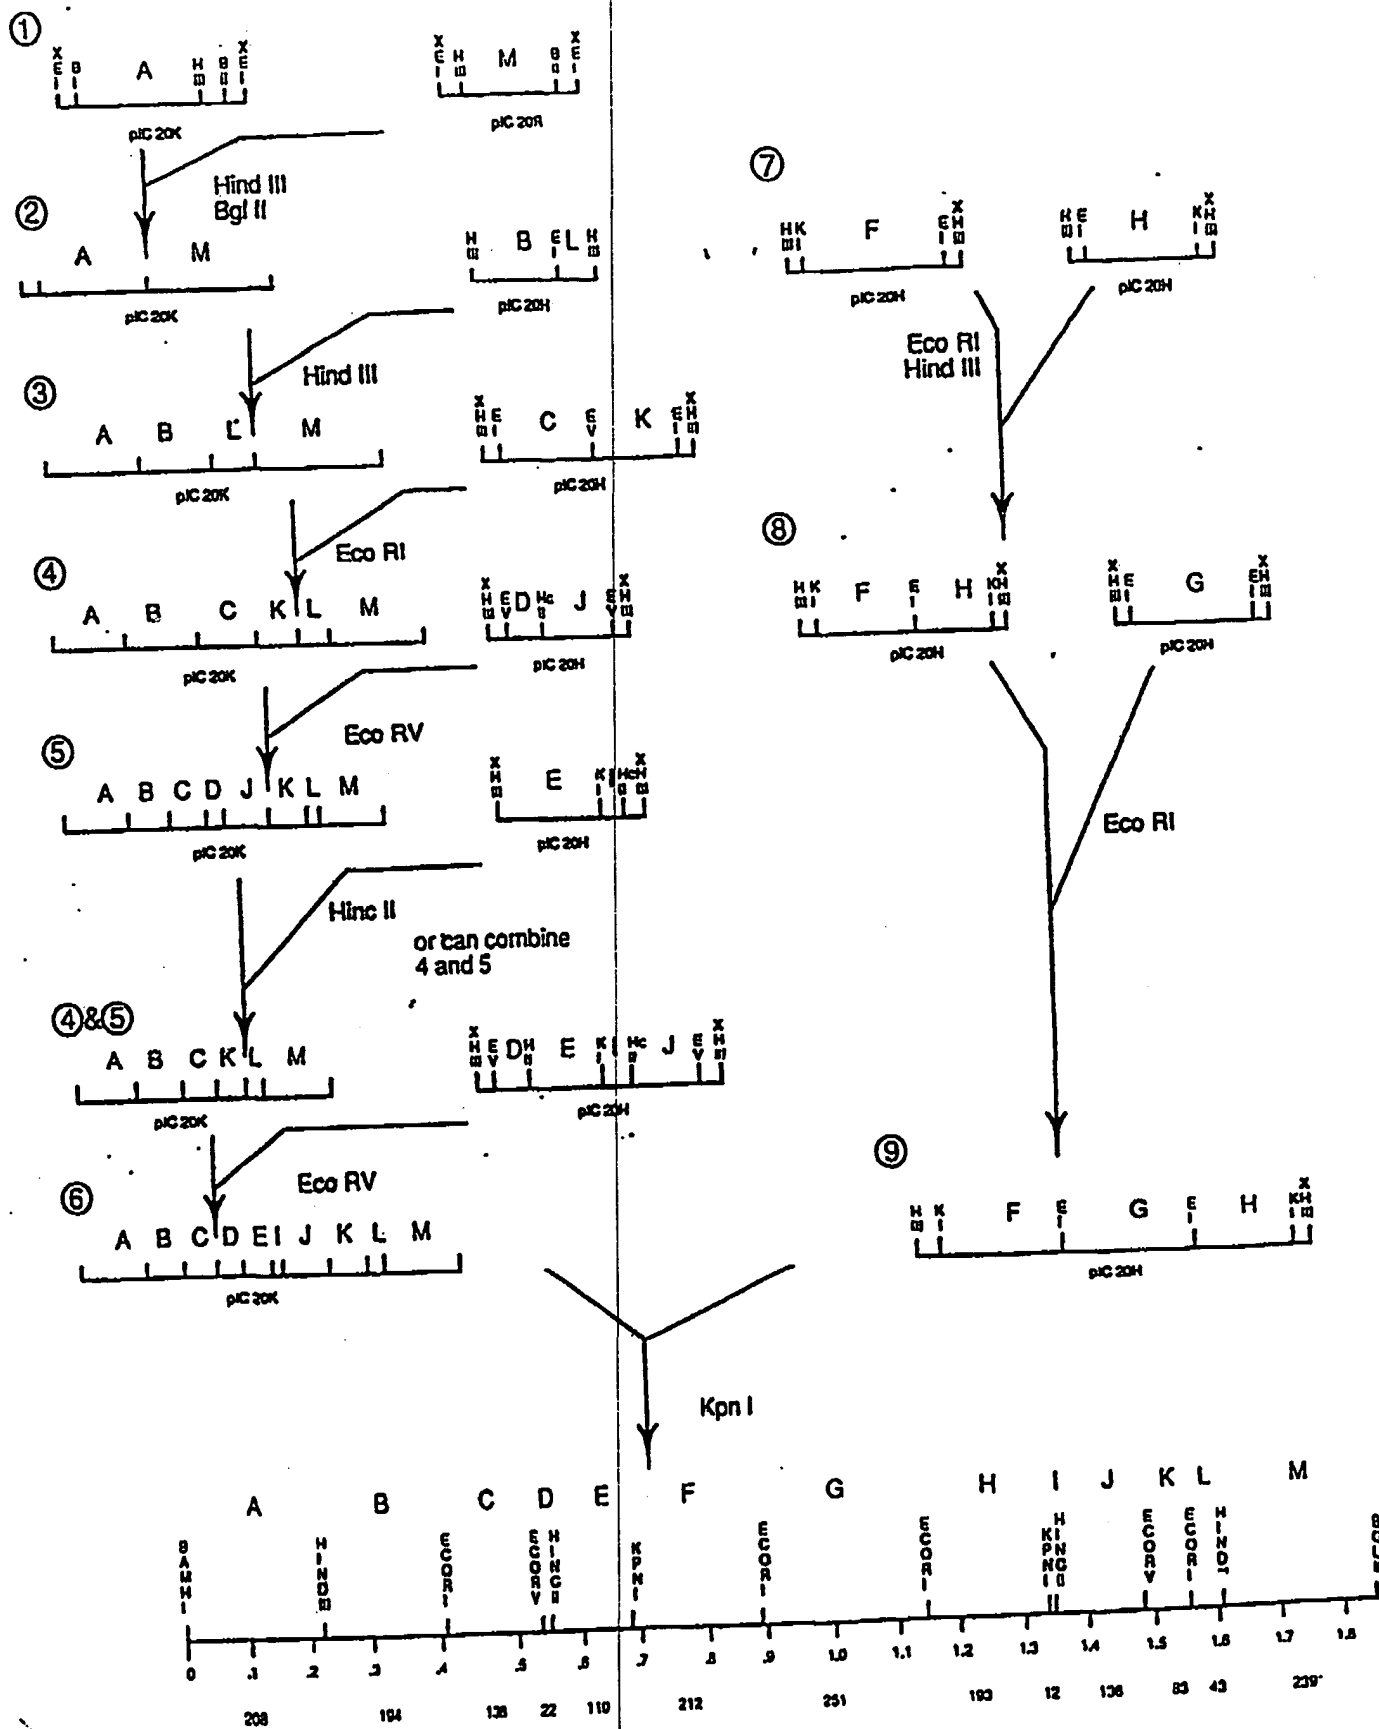 ①
A
M
pIC 20K
pIC 20R
Hind III
Bgl II
②
A M
B L
pIC 20K
pIC 20H
Hind III
③
A B L M
C K
pIC 20K
pIC 20H
Eco RI
④
A B C K L M
D J
pIC 20K
pIC 20H
Eco RV
⑤
A B C D J K L M
E I
pIC 20K
pIC 20H
Hinc II
or can combine
4 and 5
④&⑤
A B C K L M
D E I J
pIC 20K
pIC 20H
Eco RV
⑥
A B C D E I J K L M
pIC 20K
⑦
F
H
pIC 20H
pIC 20H
Eco RI
Hind III
⑧
F H
G
pIC 20H
pIC 20H
Eco RI
⑨
F G H
pIC 20H
Kpn I
A B C D E F G H I J K L M
BAMHI
HINDIII
ECORI
ECORV
HINCII
KPNI
ECORI
ECORI
KPNI
HINCII
ECORV
ECORI
0 .1 .2 .3 .4 .5 .6 .7 .8 .9 1.0 1.1 1.2 1.3 1.4 1.5 1.6 1.7 1.8
208 194 136 22 110 212 251 193 12 136 83 43 239*